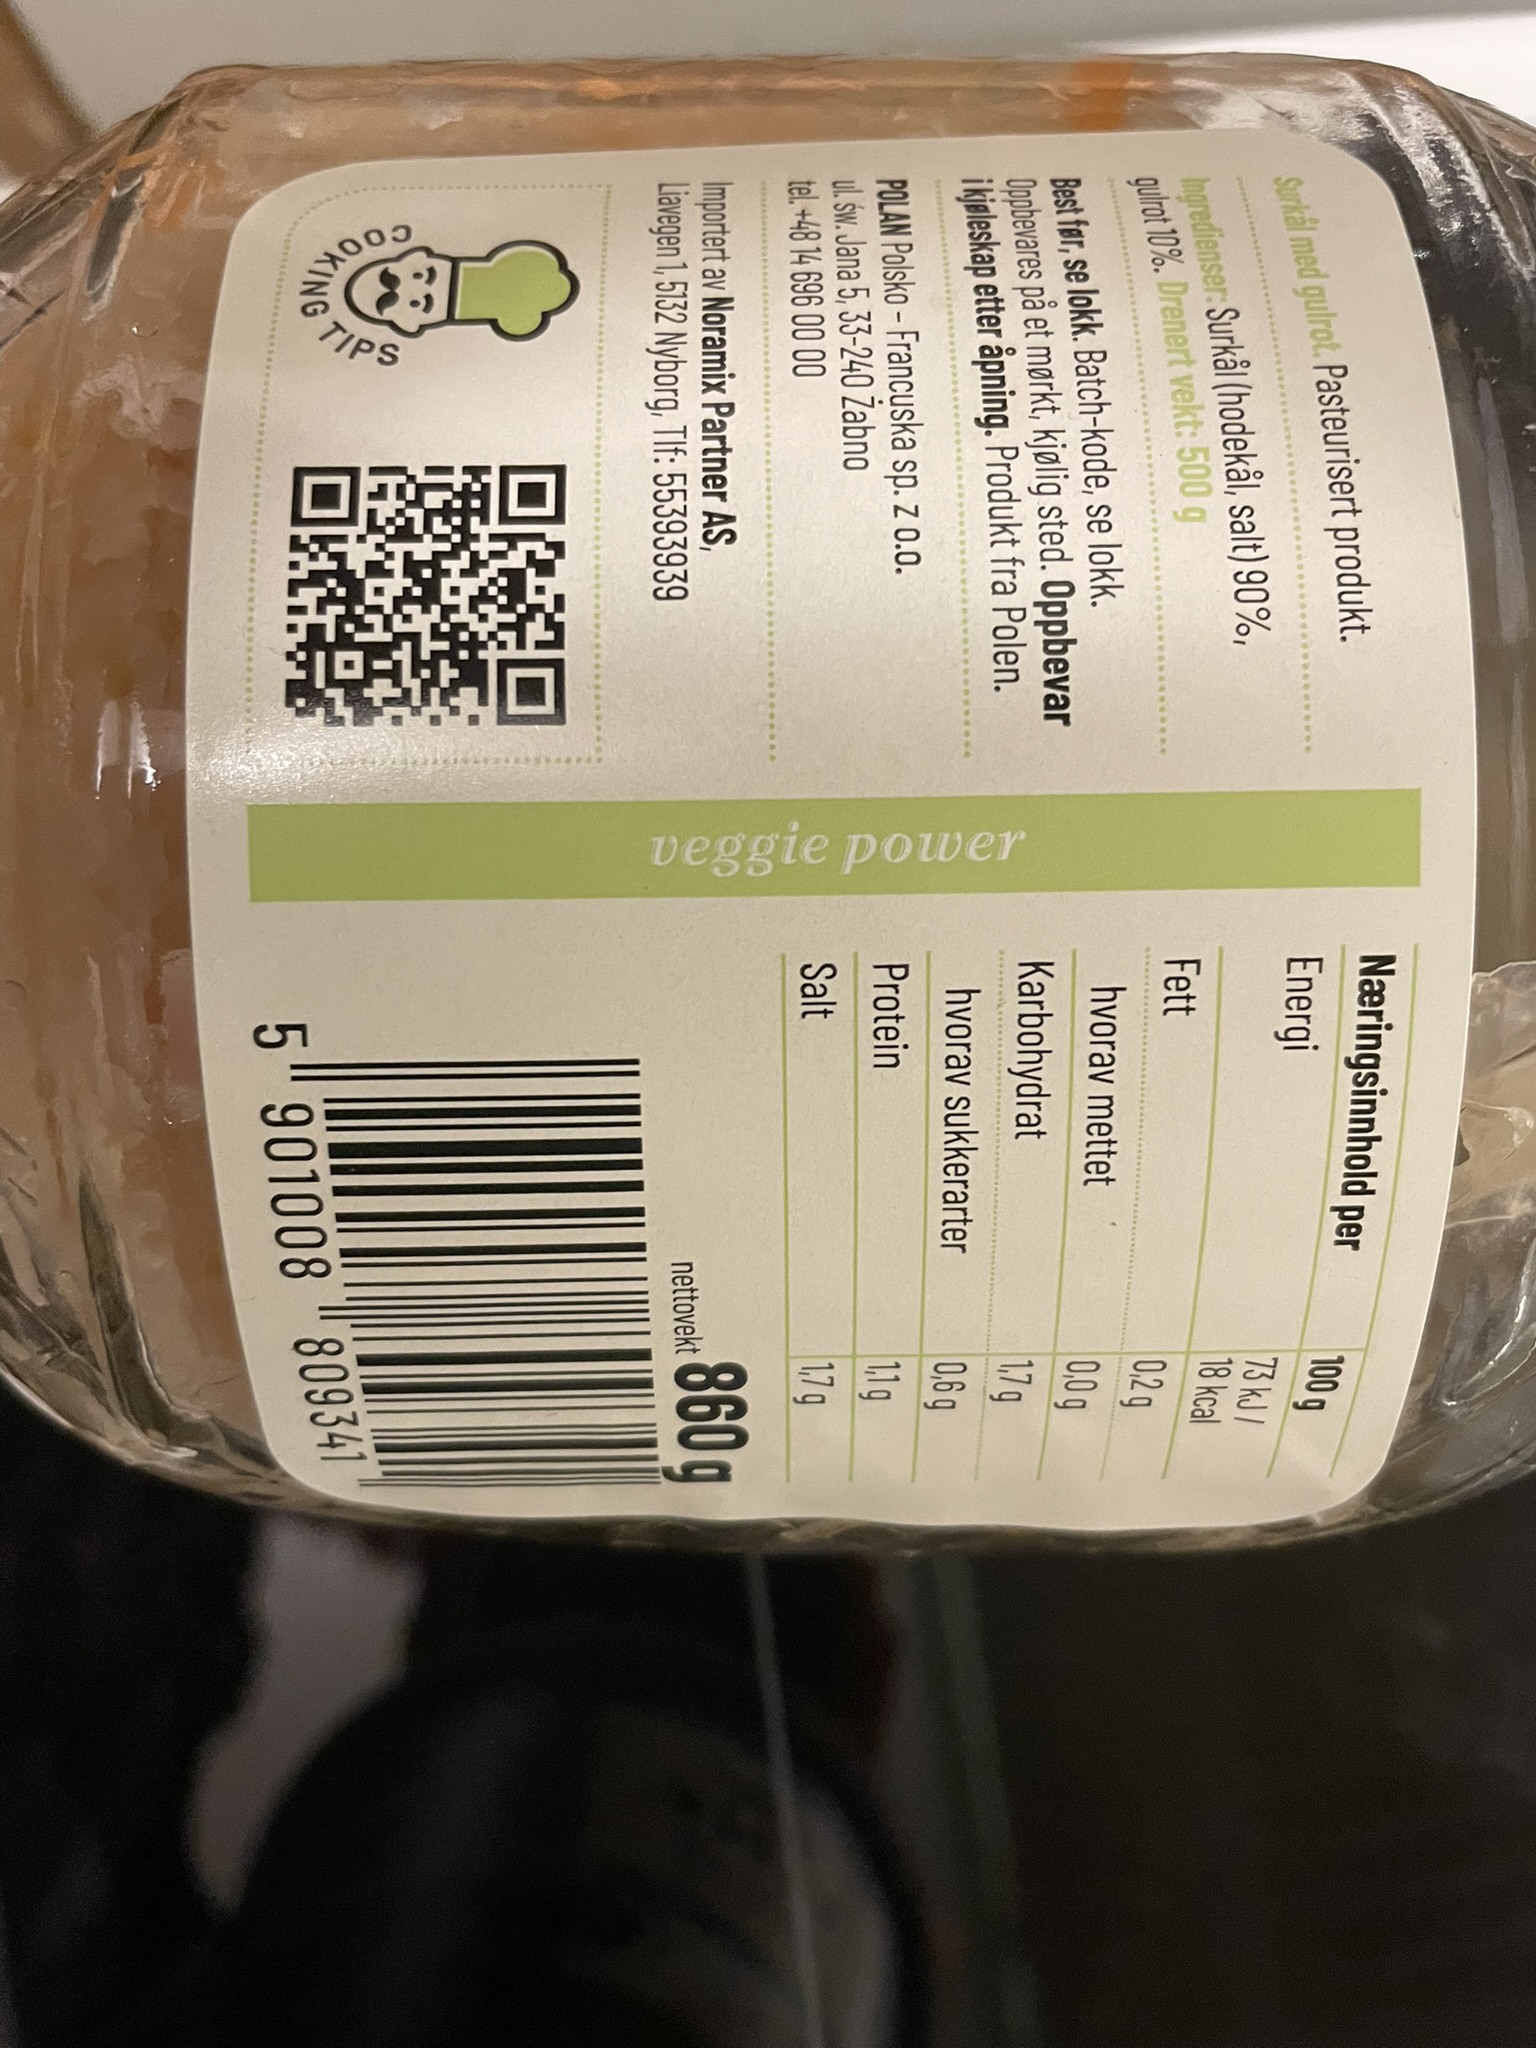 Surkål med gulrot. Pasteurisert produkt.
Ingredienser: Surkål (hodekål, salt) 90%,
gulrot 10%. Drenert vekt: 500 g
Best før, se lokk. Batch-kode, se lokk.
Oppbevares på et mørkt, kjølig sted. Oppbevar
i kjøleskap etter åpning. Produkt fra Polen.
POLAN Polsko - Francuska sp. z o.o.
ul. św. Jana 5, 33-240 Żabno
tel. +48 14 696 00 00
Importert av Noramix Partner AS,
Liavegen 1, 5132 Nyborg, Tlf: 55393939
COOKING TIPS
veggie power
Næringsinnhold per 100 g
Energi 73 kJ /
18 kcal
Fett 0,2 g
hvorav mettet 0,0 g
Karbohydrat 1,7 g
hvorav sukkerarter 0,6 g
Protein 1,1 g
Salt 1,7 g
nettovekt 860 g
5 901008 809341